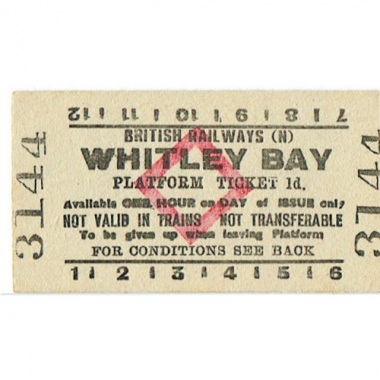 7 8 9 10 11 12
BRITISH RAILWAYS (N)
WHITLEY BAY
PLATFORM TICKET 1d.
Available ONE HOUR on DAY of ISSUE only
NOT VALID IN TRAINS NOT TRANSFERABLE
To be given up when leaving Platform
FOR CONDITIONS SEE BACK
1 2 3 4 5 6
3144
3144